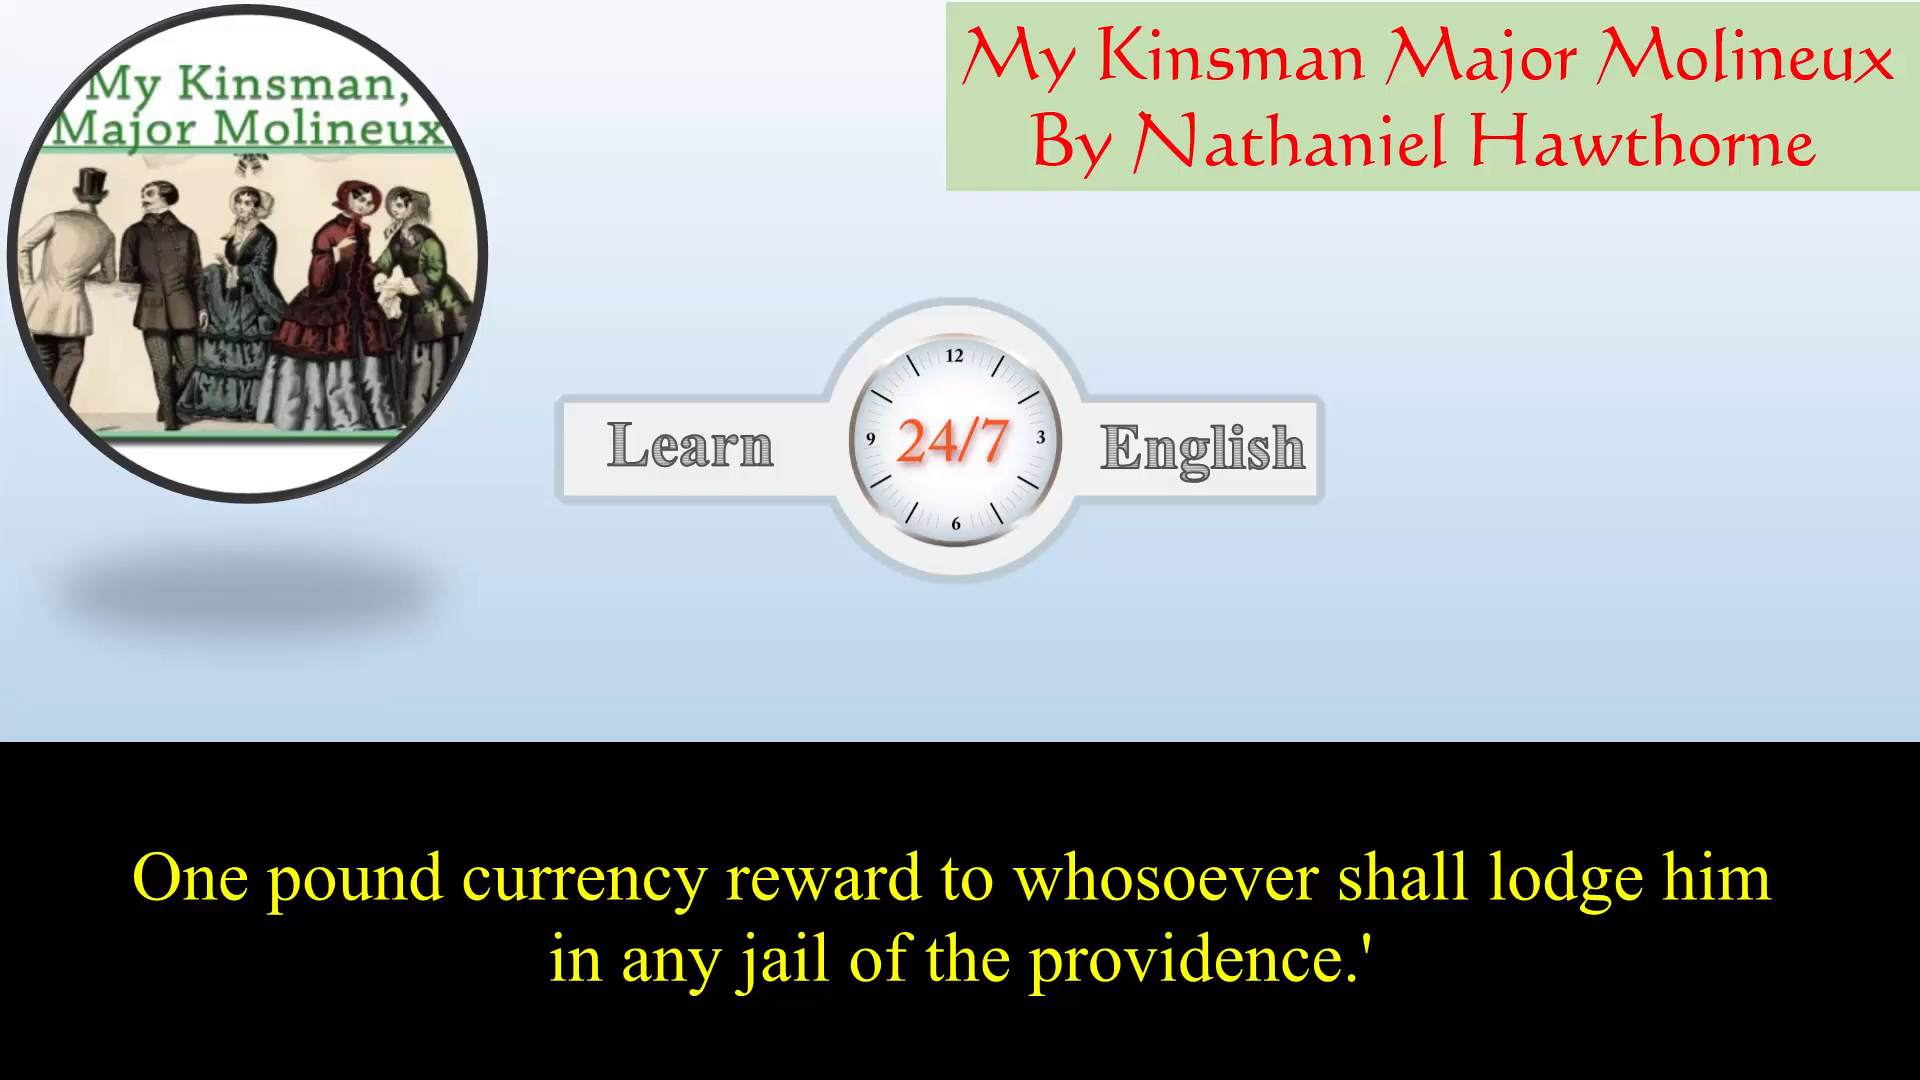 My Kinsman,
Major Molineux
My Kinsman Major Molineux
By Nathaniel Hawthorne
Learn 24/7 English
12
9
3
6
One pound currency reward to whosoever shall lodge him
in any jail of the providence.'